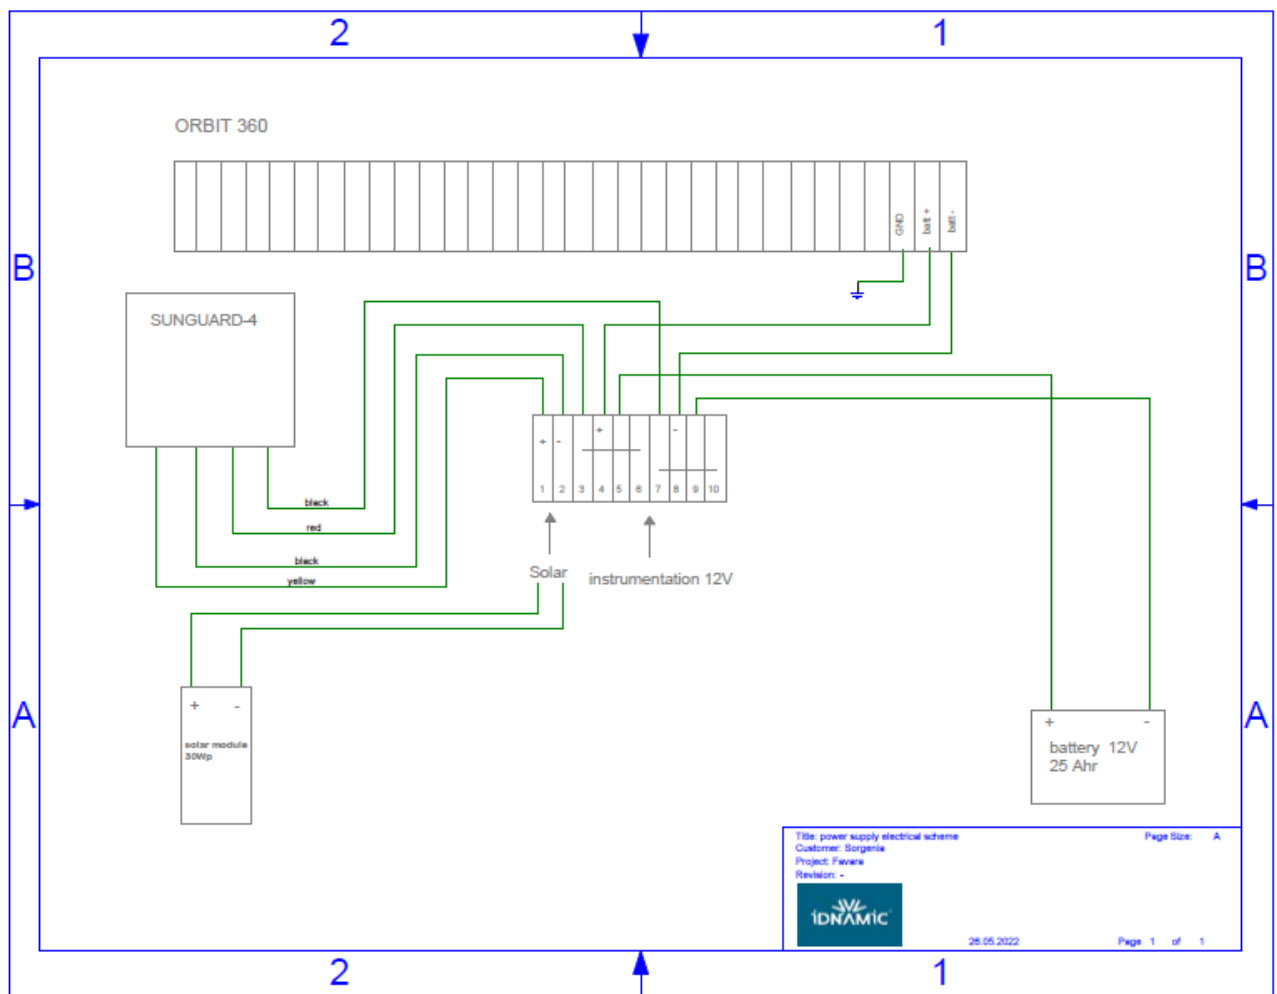 2 1
ORBIT 360
GND batt + batt -
B B
SUNGUARD-4
+ - + -
1 2 3 4 5 6 7 8 9 10
black
red
black
yellow
Solar
instrumentation 12V
A A
+ -
solar module
30Wp
+ -
battery 12V
25 Ahr
Title: power supply electrical scheme Page Size: A
Customer: Sorgenia
Project: Favara
Revision: -
iDNAMIC
26.05.2022 Page 1 of 1
2 1